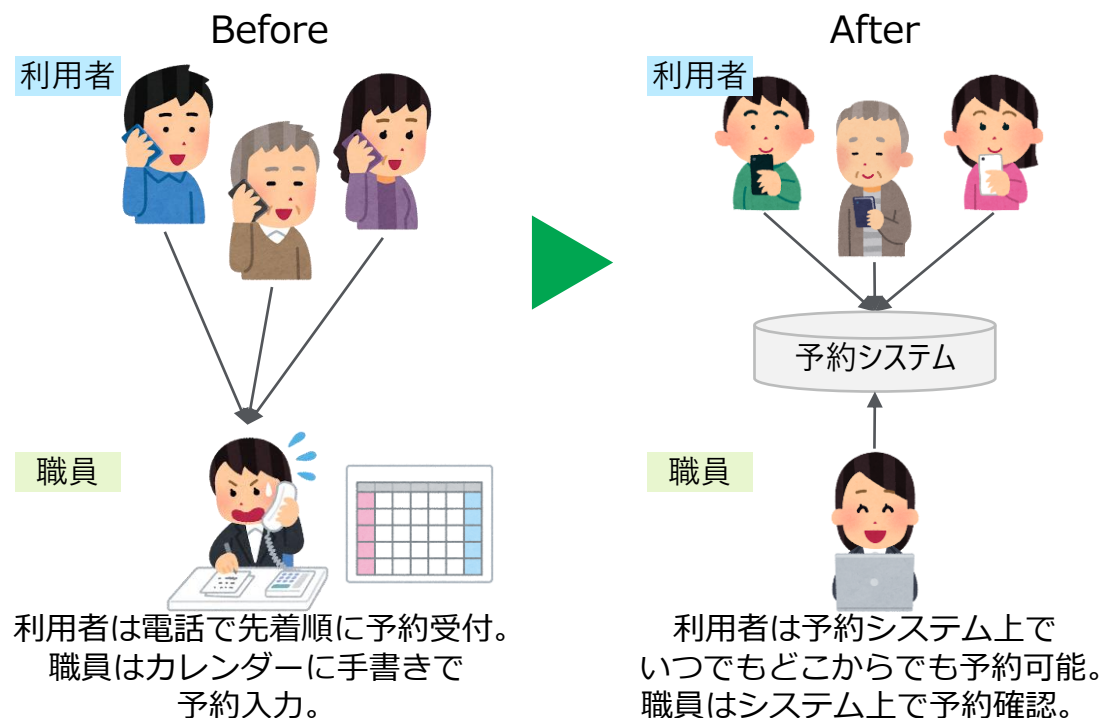 Before
利用者
職員
利用者は電話で先着順に予約受付。
職員はカレンダーに手書きで
予約入力。
After
利用者
予約システム
職員
利用者は予約システム上で
いつでもどこからでも予約可能。
職員はシステム上で予約確認。